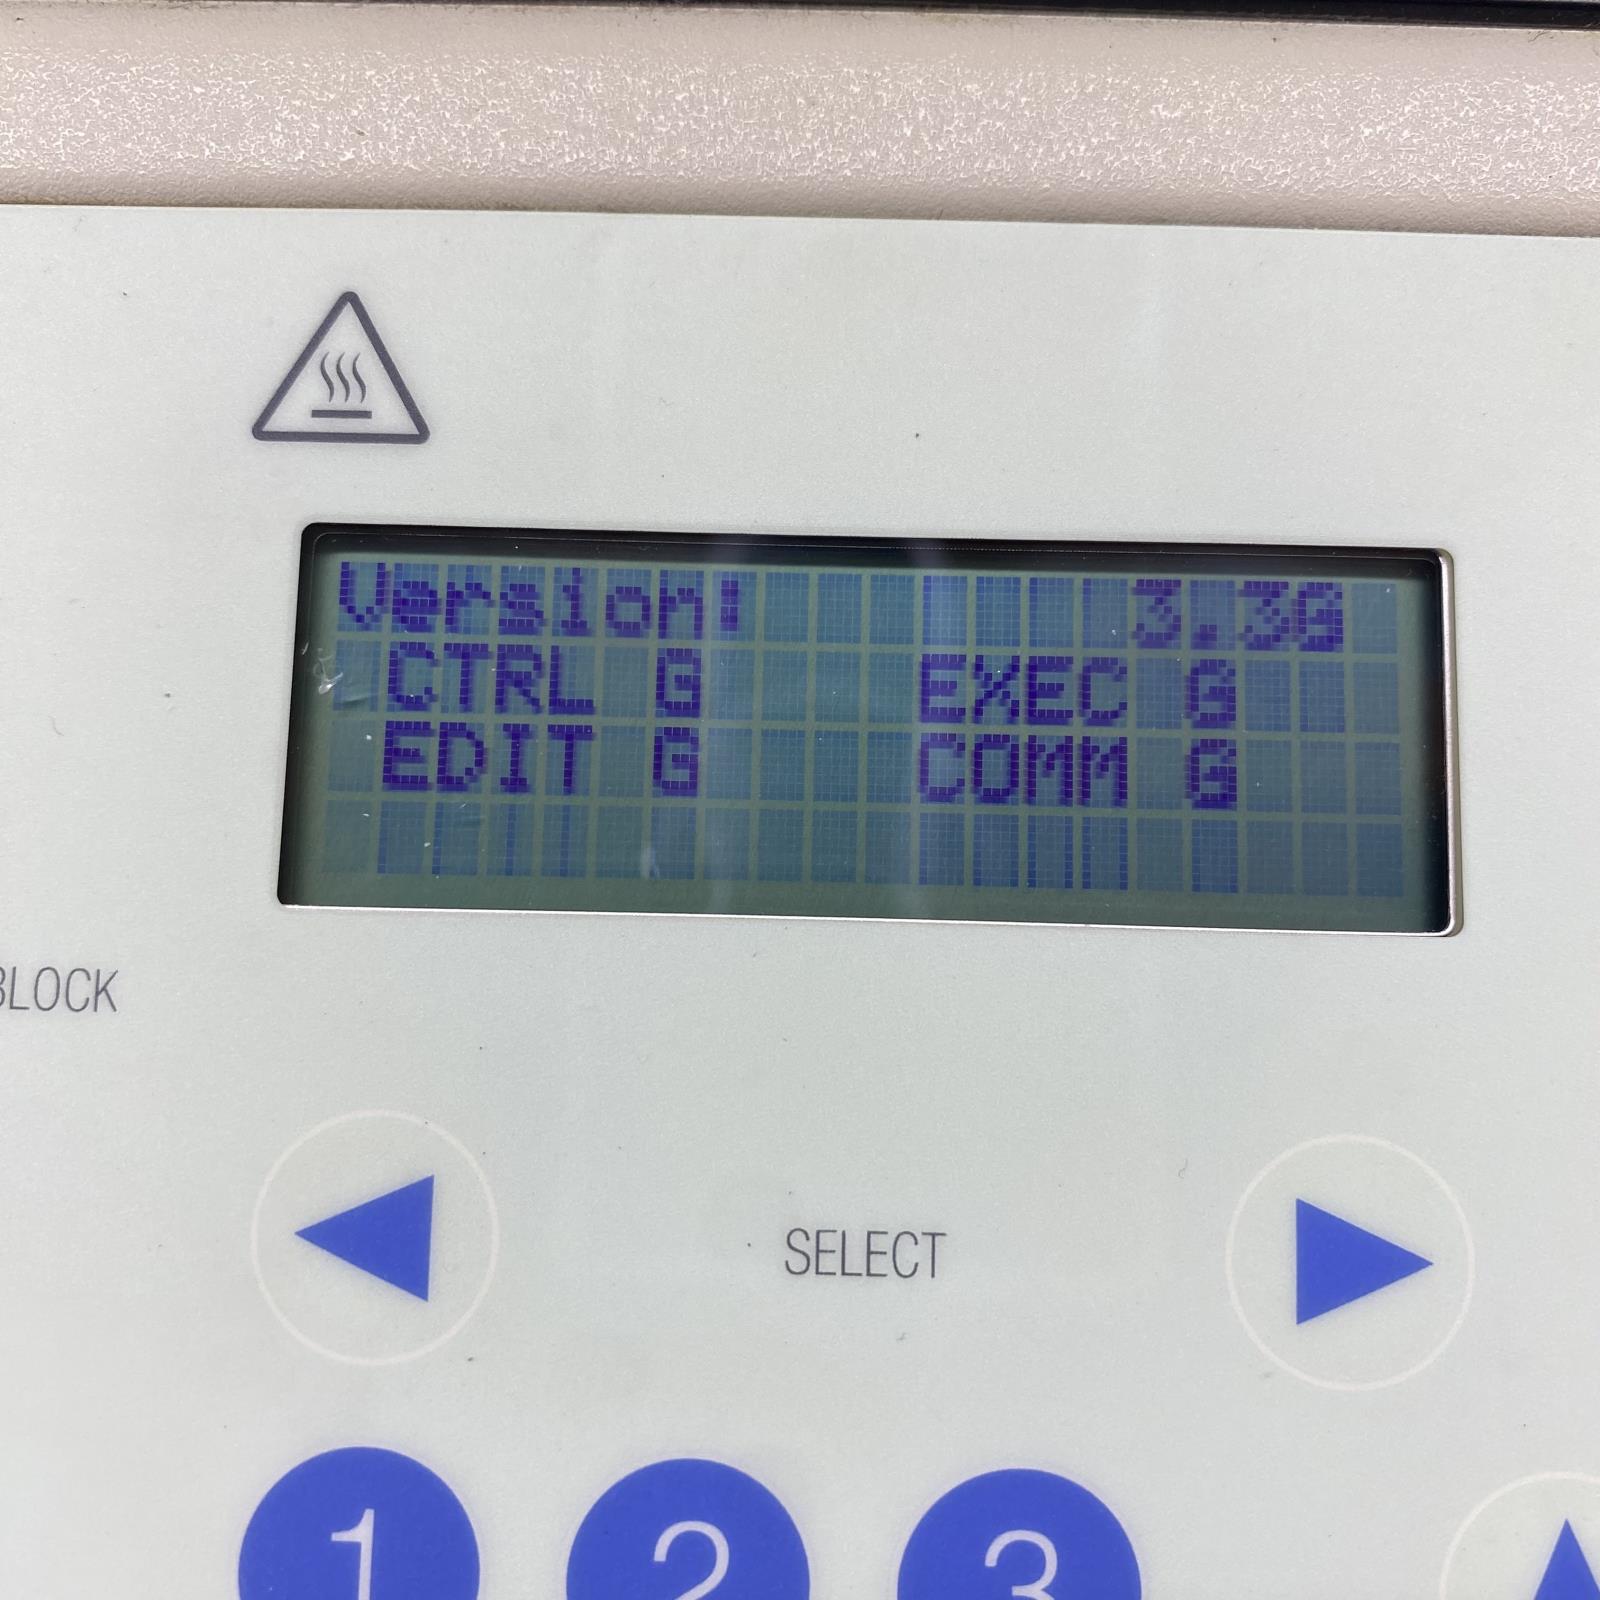 Version: 3.3G
CTRL G EXEC G
EDIT G COMM G
BLOCK
SELECT
1 2 3